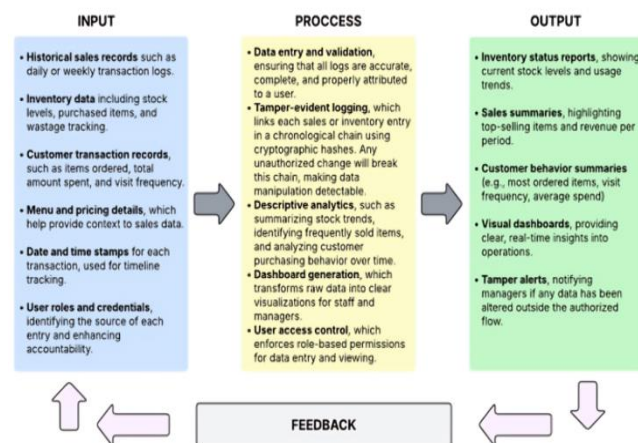 INPUT
• Historical sales records such as
daily or weekly transaction logs.
• Inventory data including stock
levels, purchased items, and
wastage tracking.
• Customer transaction records,
such as items ordered, total
amount spent, and visit frequency.
• Menu and pricing details, which
help provide context to sales data.
• Date and time stamps for each
transaction, used for timeline
tracking.
• User roles and credentials,
identifying the source of each
entry and enhancing
accountability.
PROCCESS
• Data entry and validation,
ensuring that all logs are accurate,
complete, and properly attributed
to a user.
• Tamper-evident logging, which
links each sales or inventory entry
in a chronological chain using
cryptographic hashes. Any
unauthorized change will break
this chain, making data
manipulation detectable.
• Descriptive analytics, such as
summarizing stock trends,
identifying frequently sold items,
and analyzing customer
purchasing behavior over time.
• Dashboard generation, which
transforms raw data into clear
visualizations for staff and
managers.
• User access control, which
enforces role-based permissions
for data entry and viewing.
OUTPUT
• Inventory status reports, showing
current stock levels and usage
trends.
• Sales summaries, highlighting
top-selling items and revenue per
period.
• Customer behavior summaries
(e.g., most ordered items, visit
frequency, average spend)
• Visual dashboards, providing
clear, real-time insights into
operations.
• Tamper alerts, notifying
managers if any data has been
altered outside the authorized
flow.
FEEDBACK